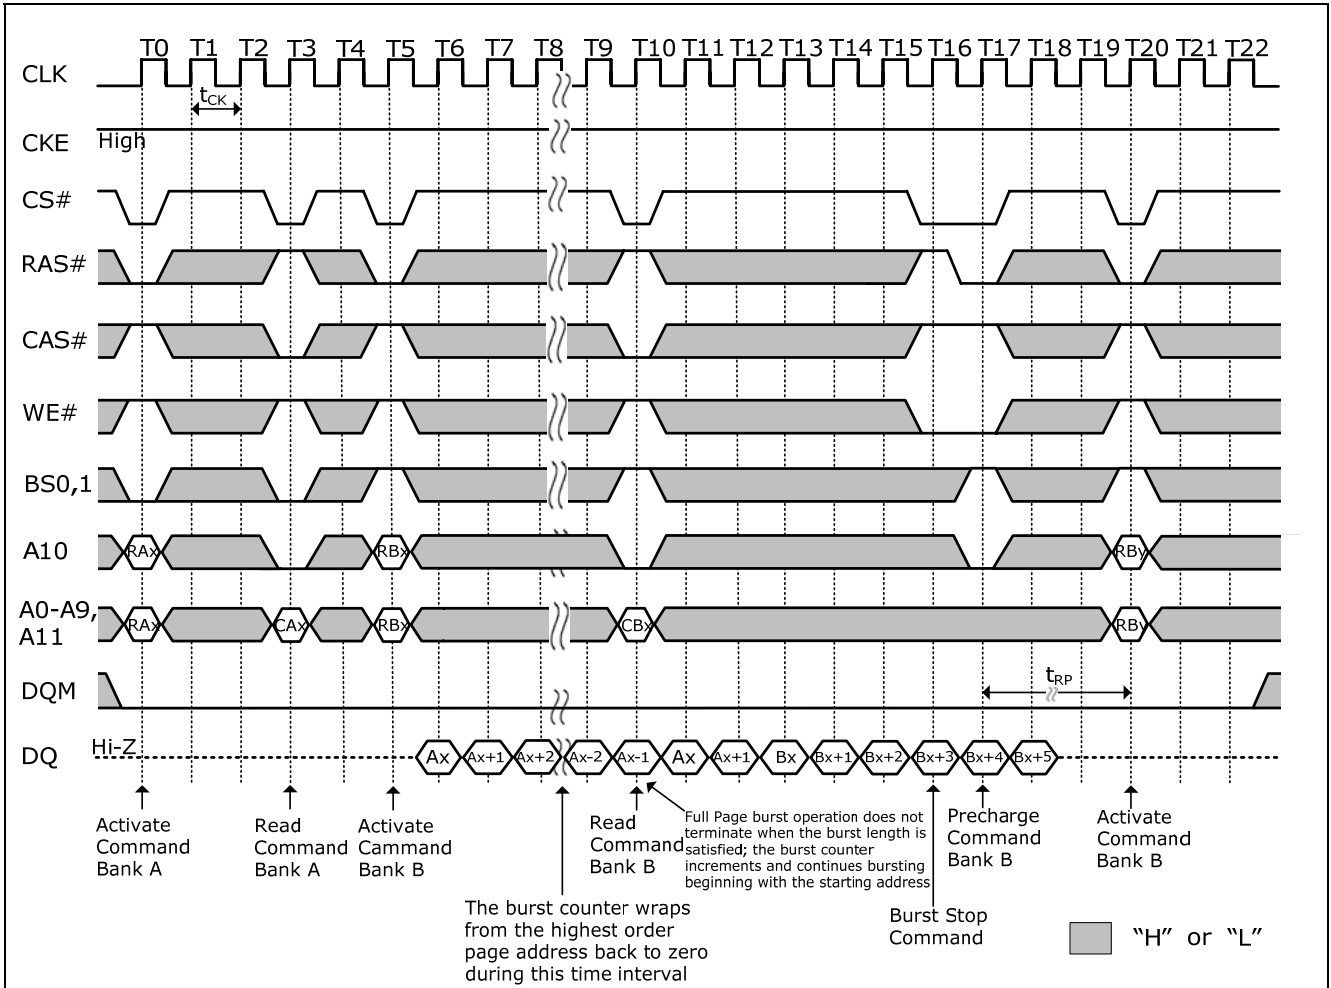 T0 T1 T2 T3 T4 T5 T6 T7 T8 T9 T10 T11 T12 T13 T14 T15 T16 T17 T18 T19 T20 T21 T22
CLK
tCK
CKE High
CS#
RAS#
CAS#
WE#
BS0,1
A10 RAx RBx RBy
A0-A9,
A11 RAx CAx RBx CBx RBy
DQM tRP
DQ Hi-Z Ax Ax+1 Ax+2 Ax-2 Ax-1 Ax Ax+1 Bx Bx+1 Bx+2 Bx+3 Bx+4 Bx+5
Activate
Command
Bank A
Read
Command
Bank A
Activate
Cammand
Bank B
The burst counter wraps
from the highest order
page address back to zero
during this time interval
Read
Command
Bank B
Full Page burst operation does not
terminate when the burst length is
satisfied; the burst counter
increments and continues bursting
beginning with the starting address
Burst Stop
Command
Precharge
Command
Bank B
Activate
Command
Bank B
“H” or “L”